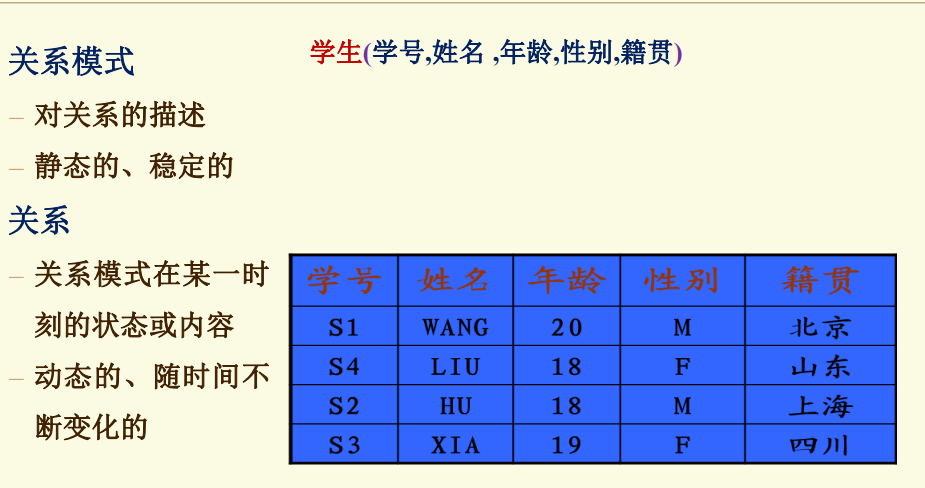 关系模式
学生(学号,姓名 ,年龄,性别,籍贯)
– 对关系的描述
– 静态的、稳定的
关系
– 关系模式在某一时
刻的状态或内容
– 动态的、随时间不
断变化的
学号 姓名 年龄 性别 籍贯
S1 WANG 20 M 北京
S4 LIU 18 F 山东
S2 HU 18 M 上海
S3 XIA 19 F 四川